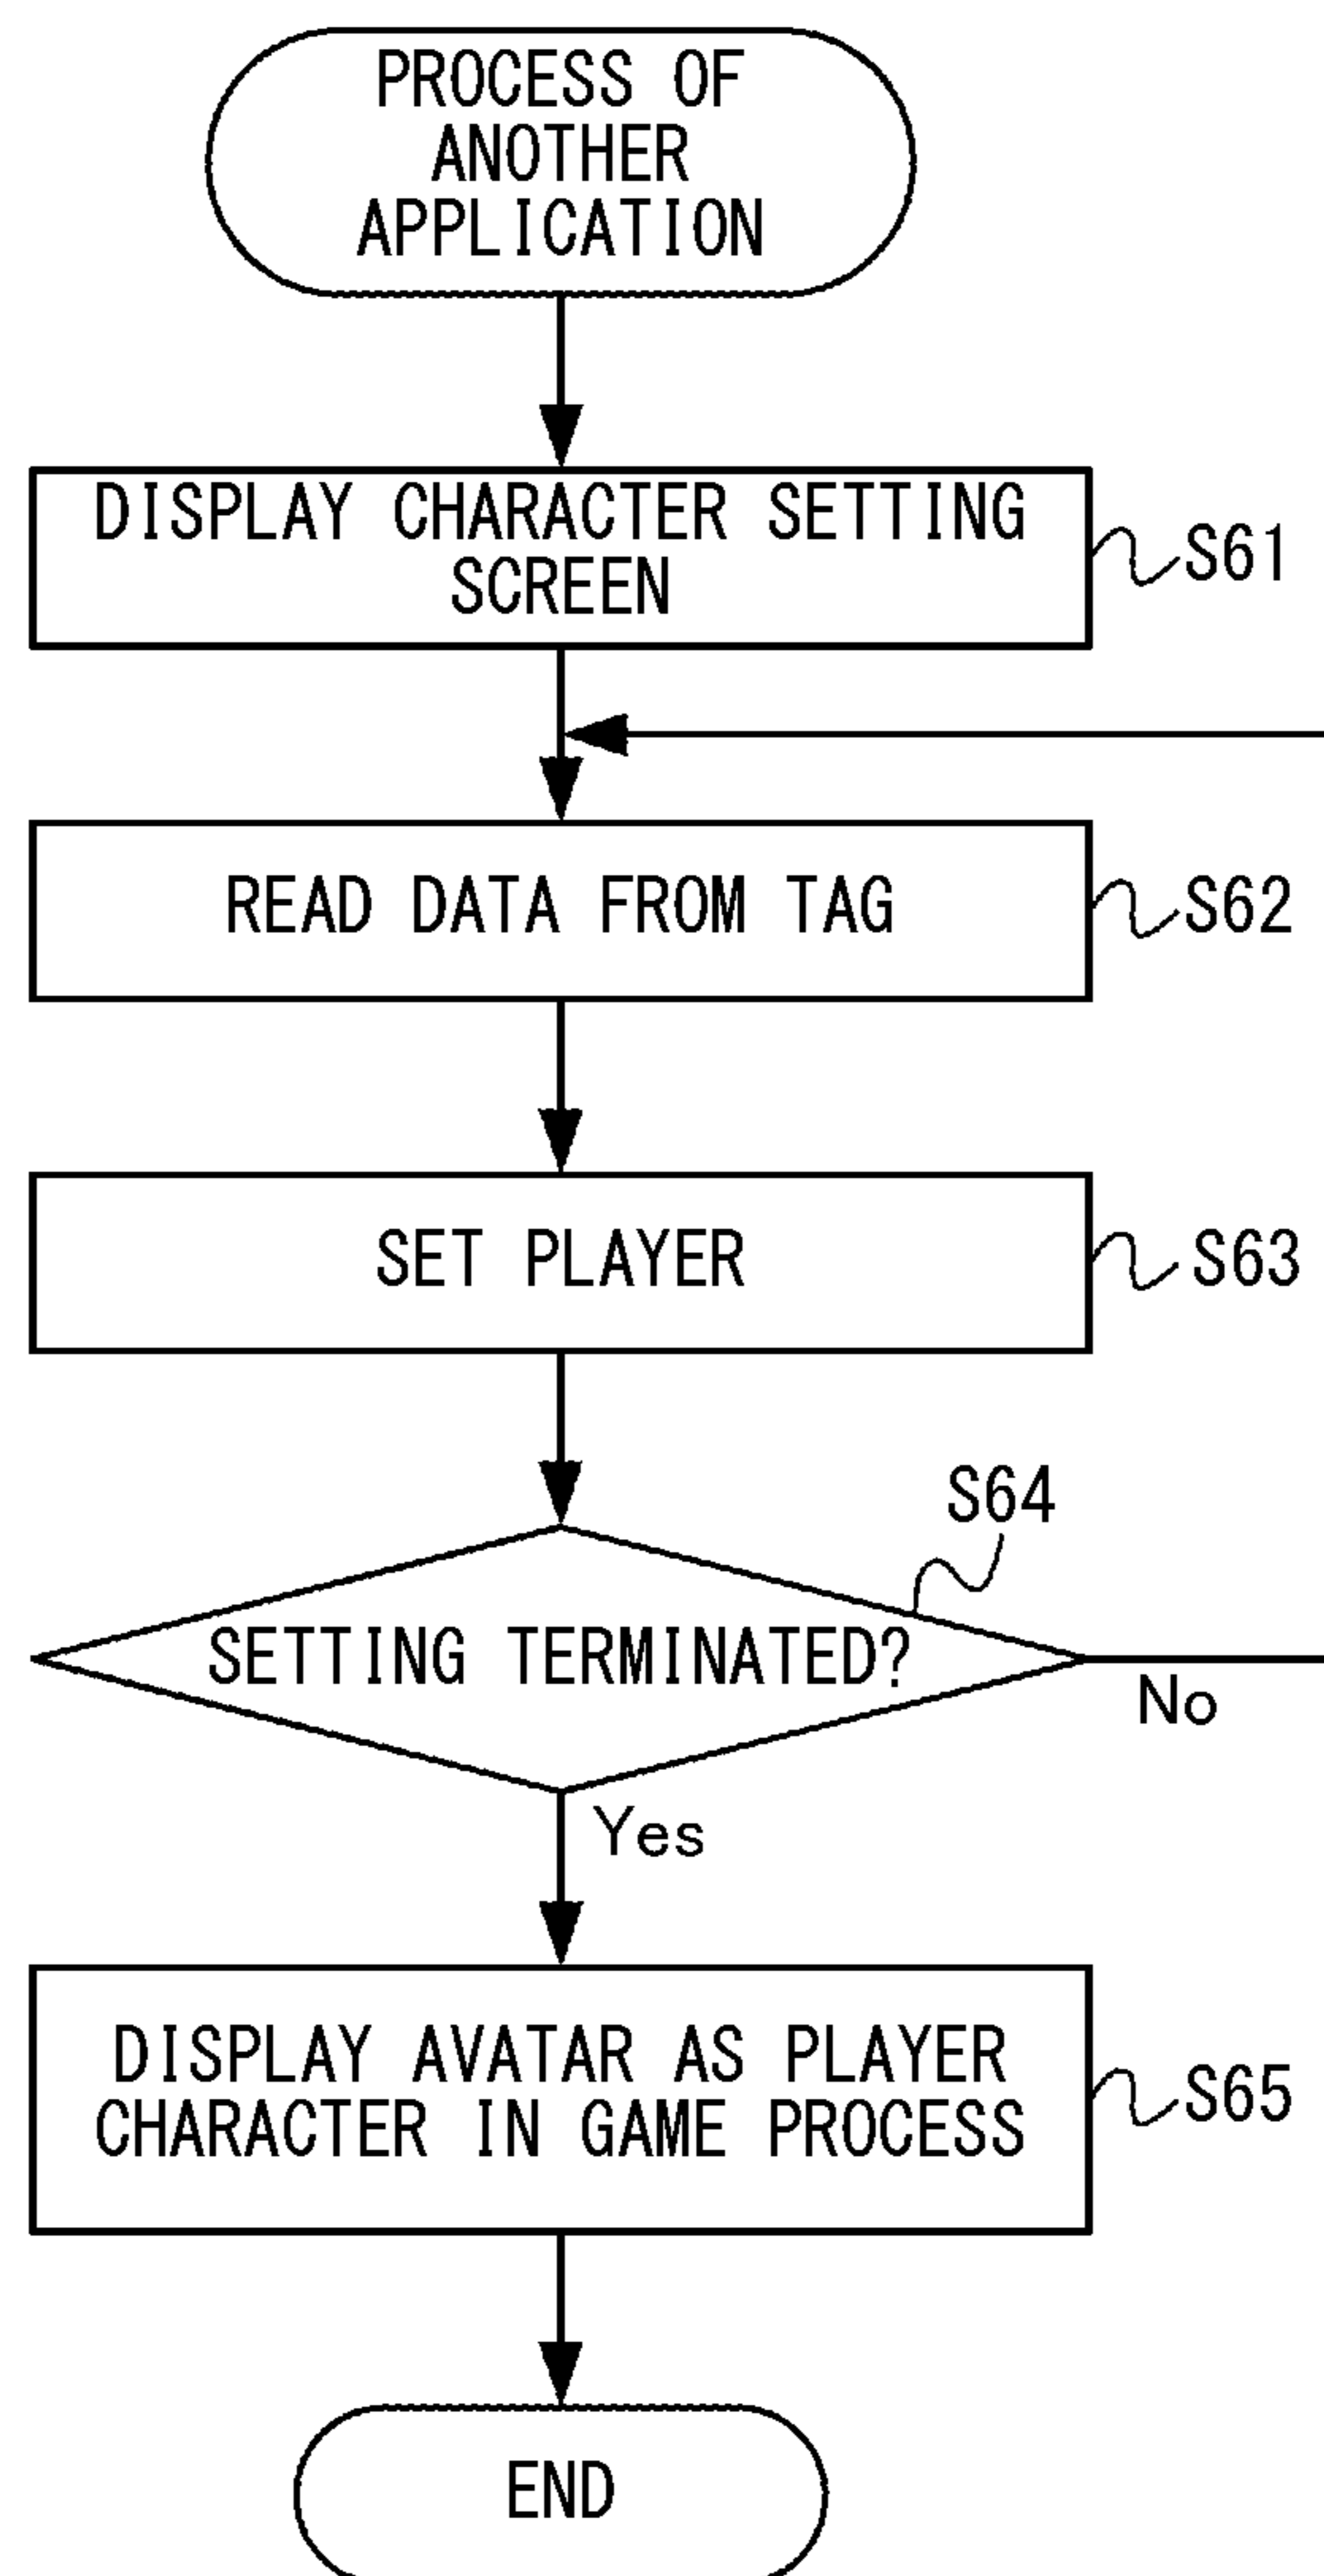 PROCESS OF
ANOTHER
APPLICATION
DISPLAY CHARACTER SETTING
SCREEN
S61
READ DATA FROM TAG
S62
SET PLAYER
S63
S64
SETTING TERMINATED?
No
Yes
DISPLAY AVATAR AS PLAYER
CHARACTER IN GAME PROCESS
S65
END